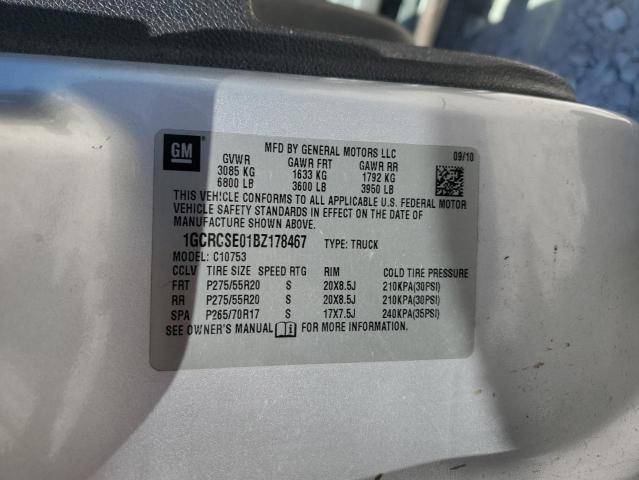 GM
MFD BY GENERAL MOTORS LLC 09/10
GVWR GAWR FRT GAWR RR
3085 KG 1633 KG 1792 KG
6800 LB 3600 LB 3950 LB
THIS VEHICLE CONFORMS TO ALL APPLICABLE U.S. FEDERAL MOTOR
VEHICLE SAFETY STANDARDS IN EFFECT ON THE DATE OF
MANUFACTURE SHOWN ABOVE.
1GCRCSE01BZ178467 TYPE: TRUCK
MODEL: C10753
CCLV TIRE SIZE SPEED RTG RIM COLD TIRE PRESSURE
FRT P275/55R20 S 20X8.5J 210KPA(30PSI)
RR P275/55R20 S 20X8.5J 210KPA(30PSI)
SPA P265/70R17 S 17X7.5J 240KPA(35PSI)
SEE OWNER'S MANUAL FOR MORE INFORMATION.